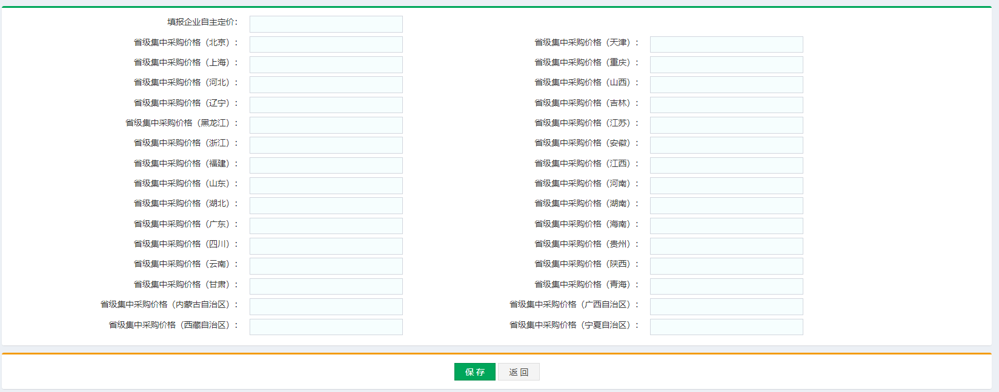 填报企业自主定价：
省级集中采购价格（北京）： 省级集中采购价格（天津）：
省级集中采购价格（上海）： 省级集中采购价格（重庆）：
省级集中采购价格（河北）： 省级集中采购价格（山西）：
省级集中采购价格（辽宁）： 省级集中采购价格（吉林）：
省级集中采购价格（黑龙江）： 省级集中采购价格（江苏）：
省级集中采购价格（浙江）： 省级集中采购价格（安徽）：
省级集中采购价格（福建）： 省级集中采购价格（江西）：
省级集中采购价格（山东）： 省级集中采购价格（河南）：
省级集中采购价格（湖北）： 省级集中采购价格（湖南）：
省级集中采购价格（广东）： 省级集中采购价格（海南）：
省级集中采购价格（四川）： 省级集中采购价格（贵州）：
省级集中采购价格（云南）： 省级集中采购价格（陕西）：
省级集中采购价格（甘肃）： 省级集中采购价格（青海）：
省级集中采购价格（内蒙古自治区）： 省级集中采购价格（广西自治区）：
省级集中采购价格（西藏自治区）： 省级集中采购价格（宁夏自治区）：
保存 返回